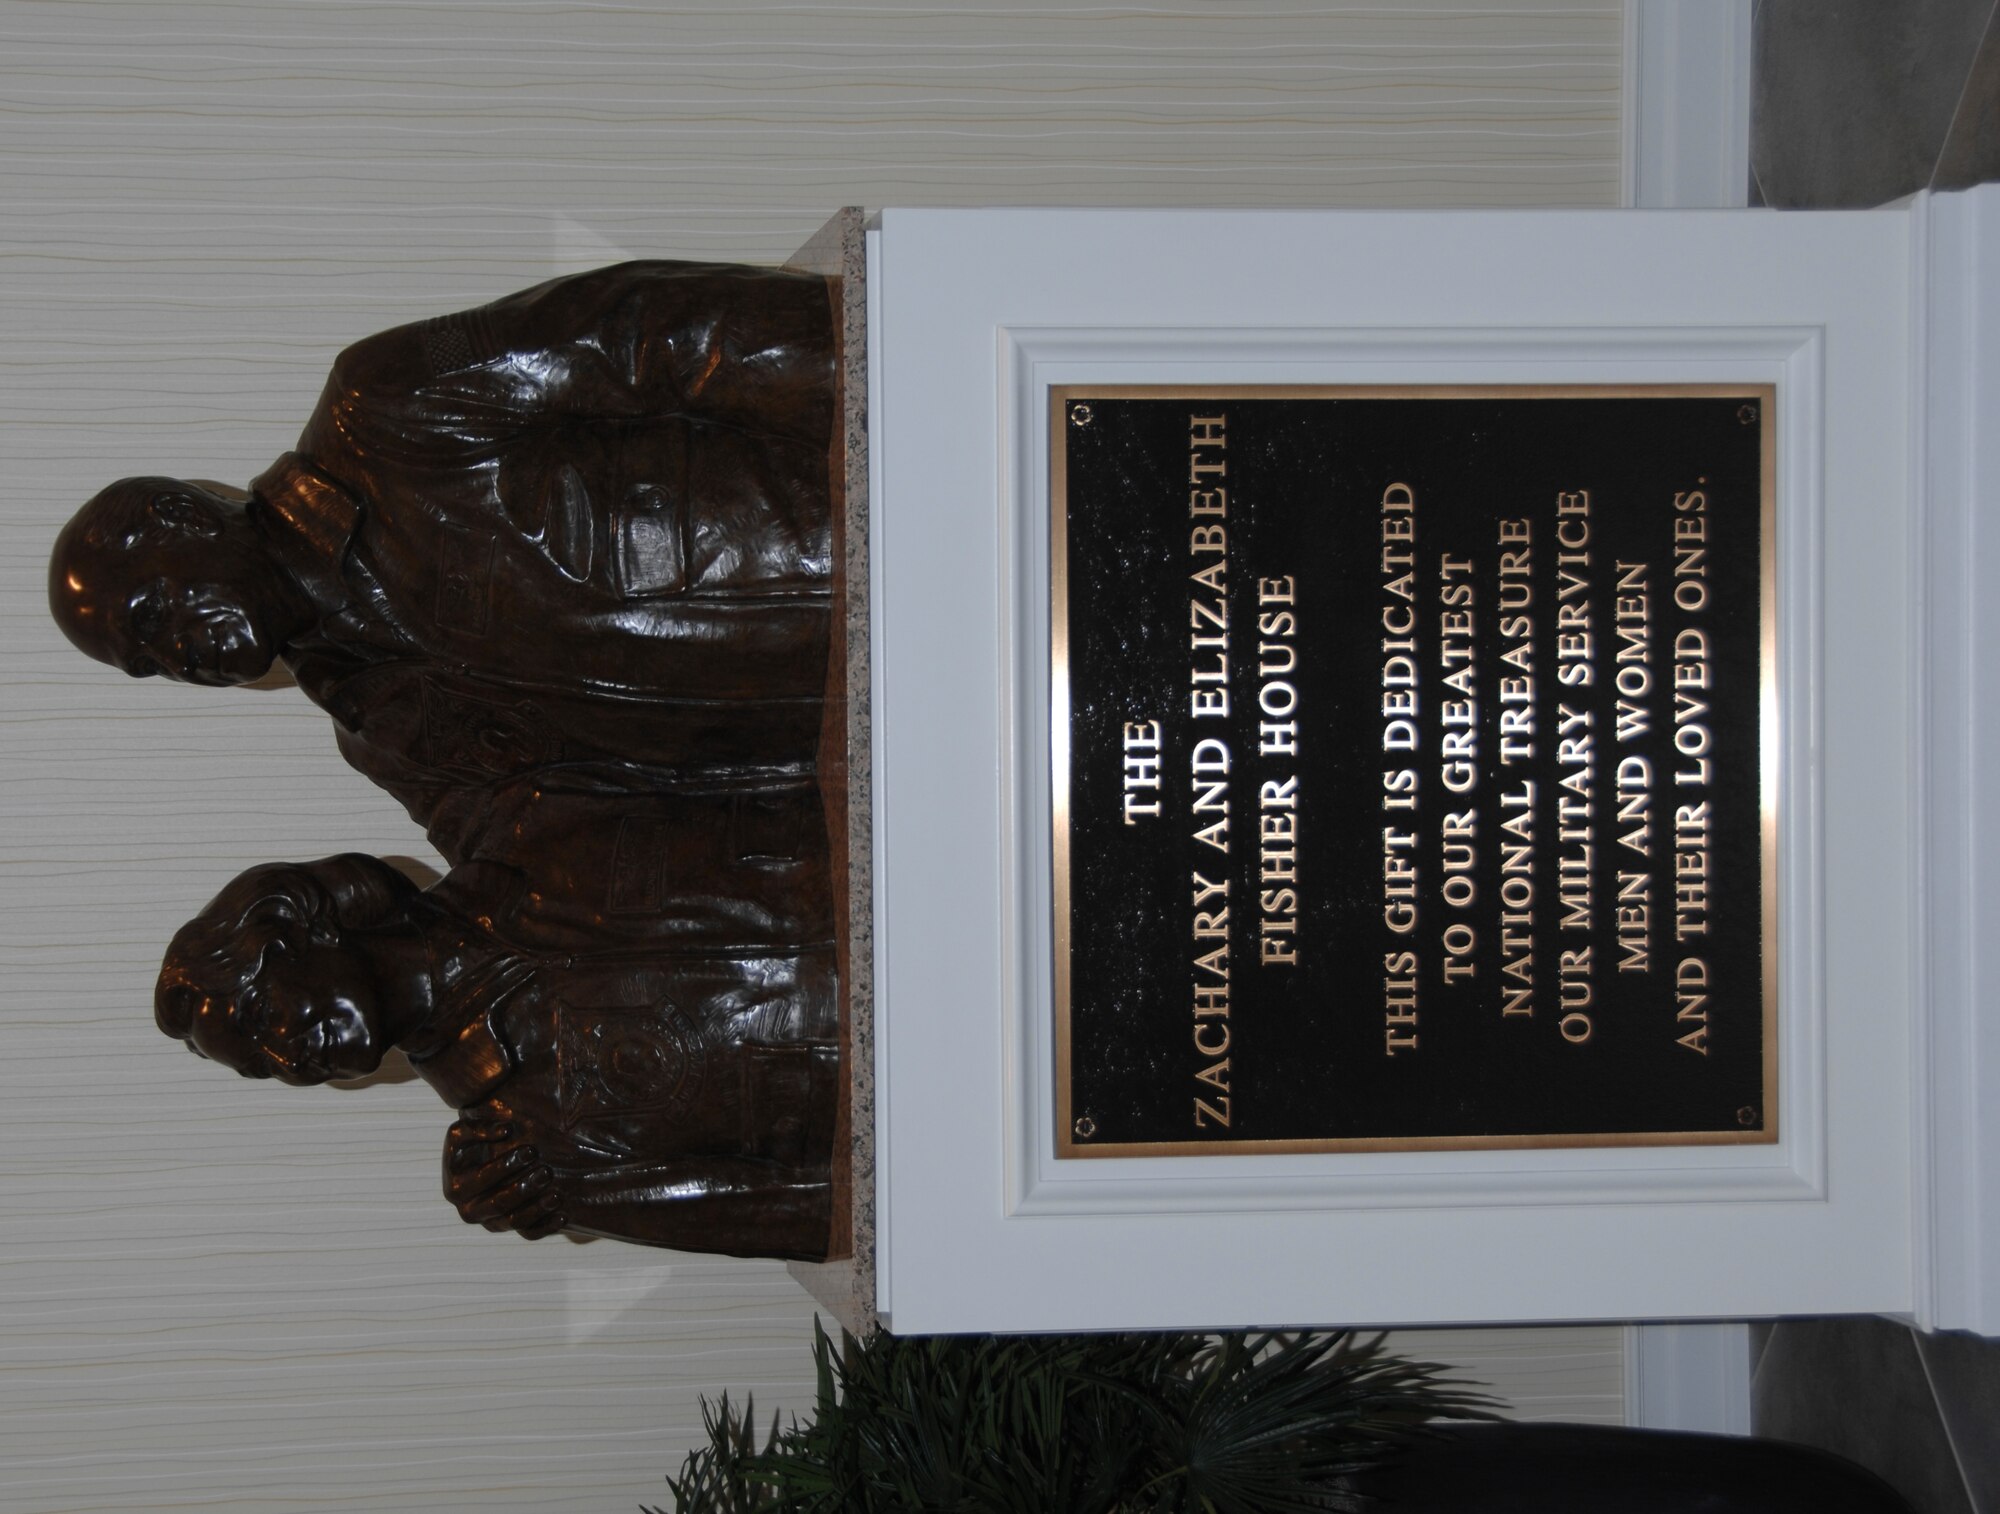 THE
ZACHARY AND ELIZABETH
FISHER HOUSE
THIS GIFT IS DEDICATED
TO OUR GREATEST
NATIONAL TREASURE
OUR MILITARY SERVICE
MEN AND WOMEN
AND THEIR LOVED ONES.